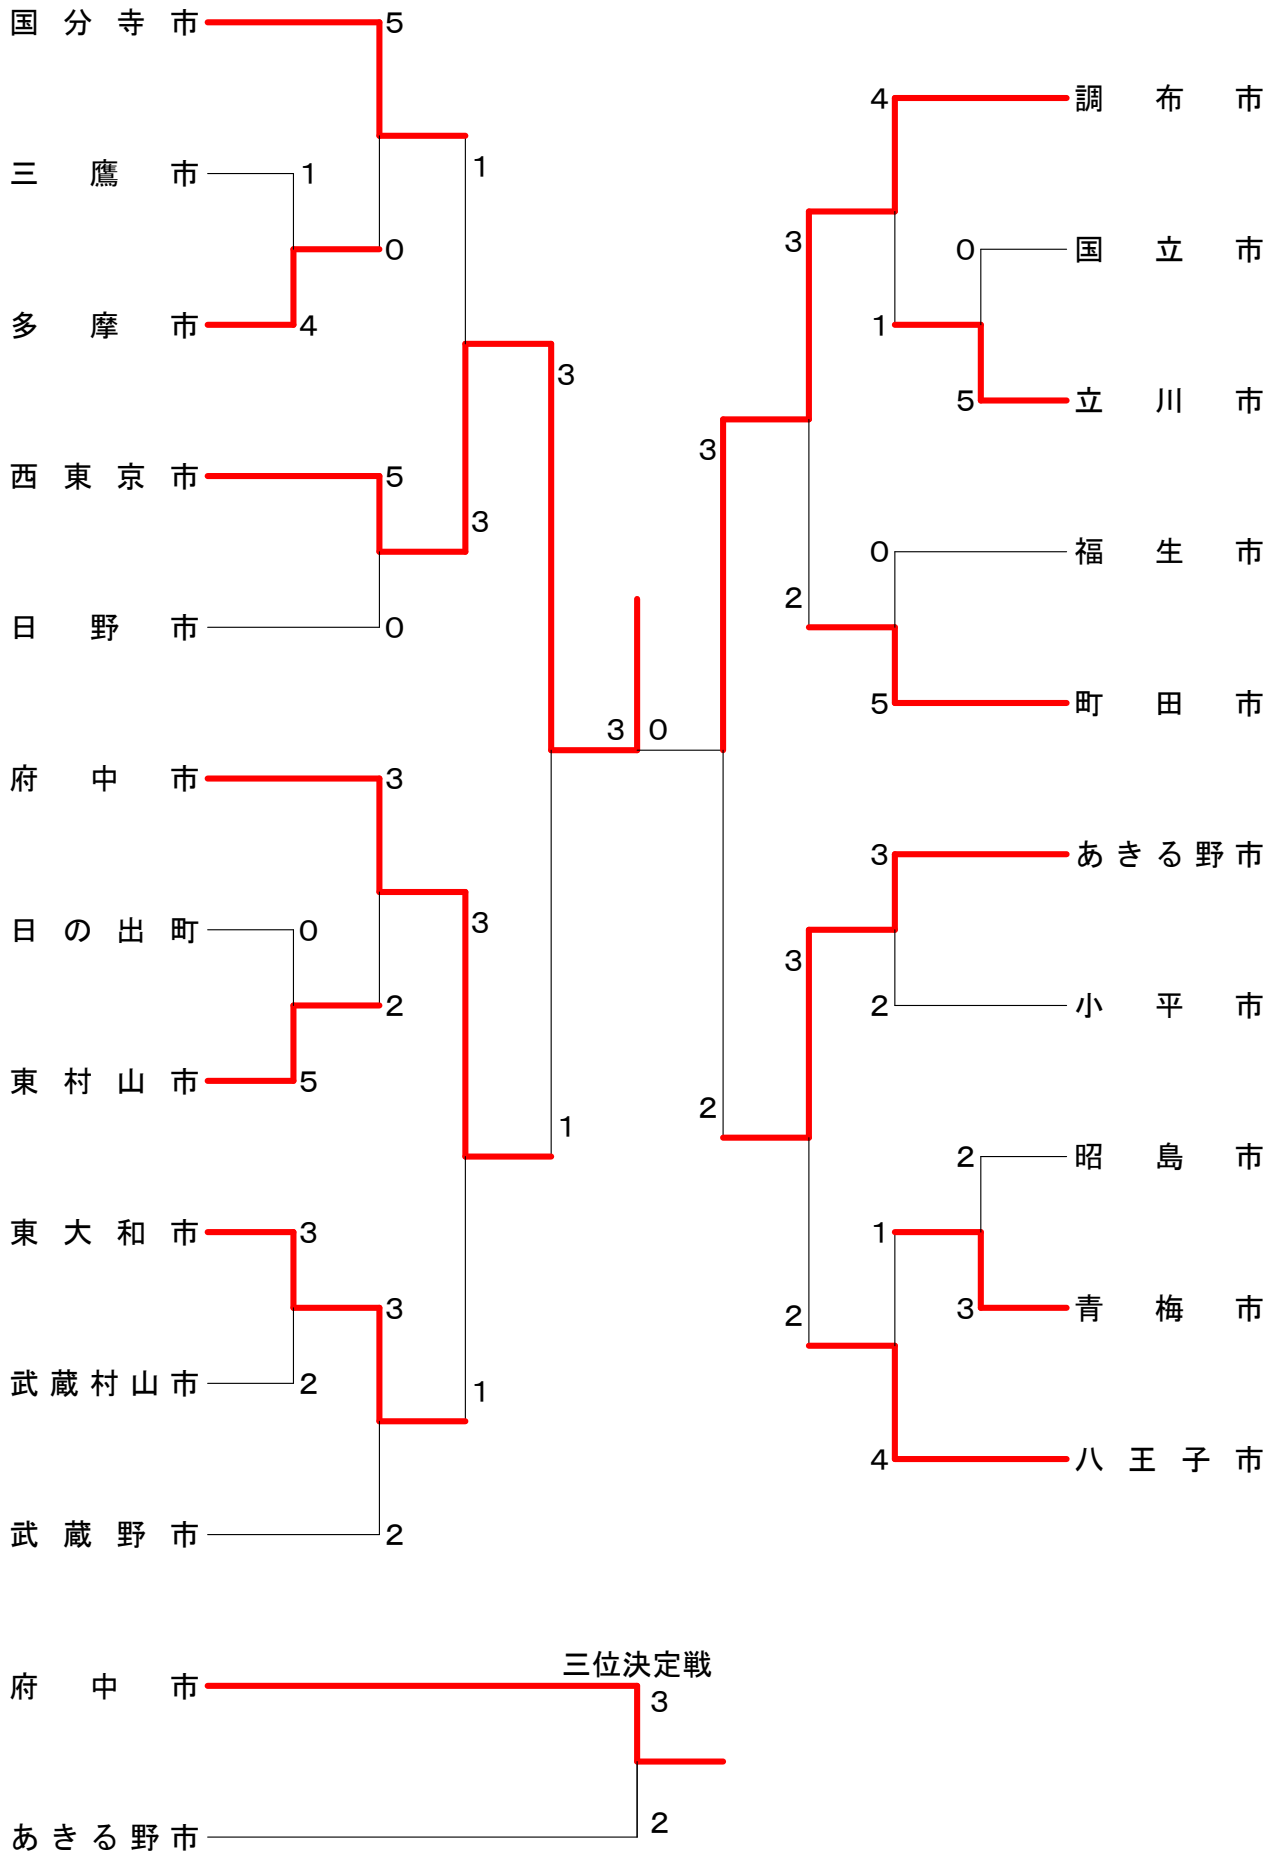 国分寺市
5
調布市
4
三鷹市
1
1
3
国立市
0
0
多摩市
4
1
3
立川市
5
3
西東京市
5
3
福生市
0
2
日野市
0
町田市
5
3
0
府中市
3
あきる野市
3
日の出町
0
3
3
小平市
2
2
東村山市
5
2
1
昭島市
2
東大和市
3
1
青梅市
3
3
2
武蔵村山市
2
1
八王子市
4
武蔵野市
2
三位決定戦
府中市
3
あきる野市
2